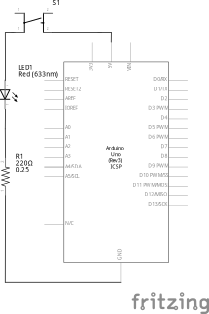 S1
LED1
Red (633nm)
3V3
5V
VIN
RESET
RESET2
AREF
IOREF
A0
A1
A2
A3
A4/SDA
A5/SCL
N/C
D0/RX
D1/TX
D2
D3 PWM
D4
D5 PWM
D6 PWM
D7
D8
D9 PWM
D10 PWM/SS
D11 PWM/MOSI
D12/MISO
D13/SCK
Arduino
Uno
(Rev3)
ICSP
R1
220Ω
0.25
GND
fritzing